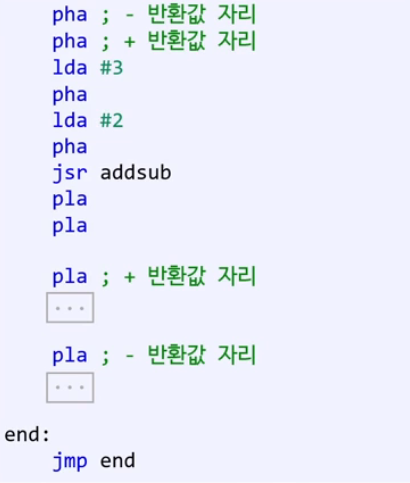 pha ; - 반환값 자리
pha ; + 반환값 자리
lda #3
pha
lda #2
pha
jsr addsub
pla
pla
pla ; + 반환값 자리
...
pla ; - 반환값 자리
...
end:
jmp end